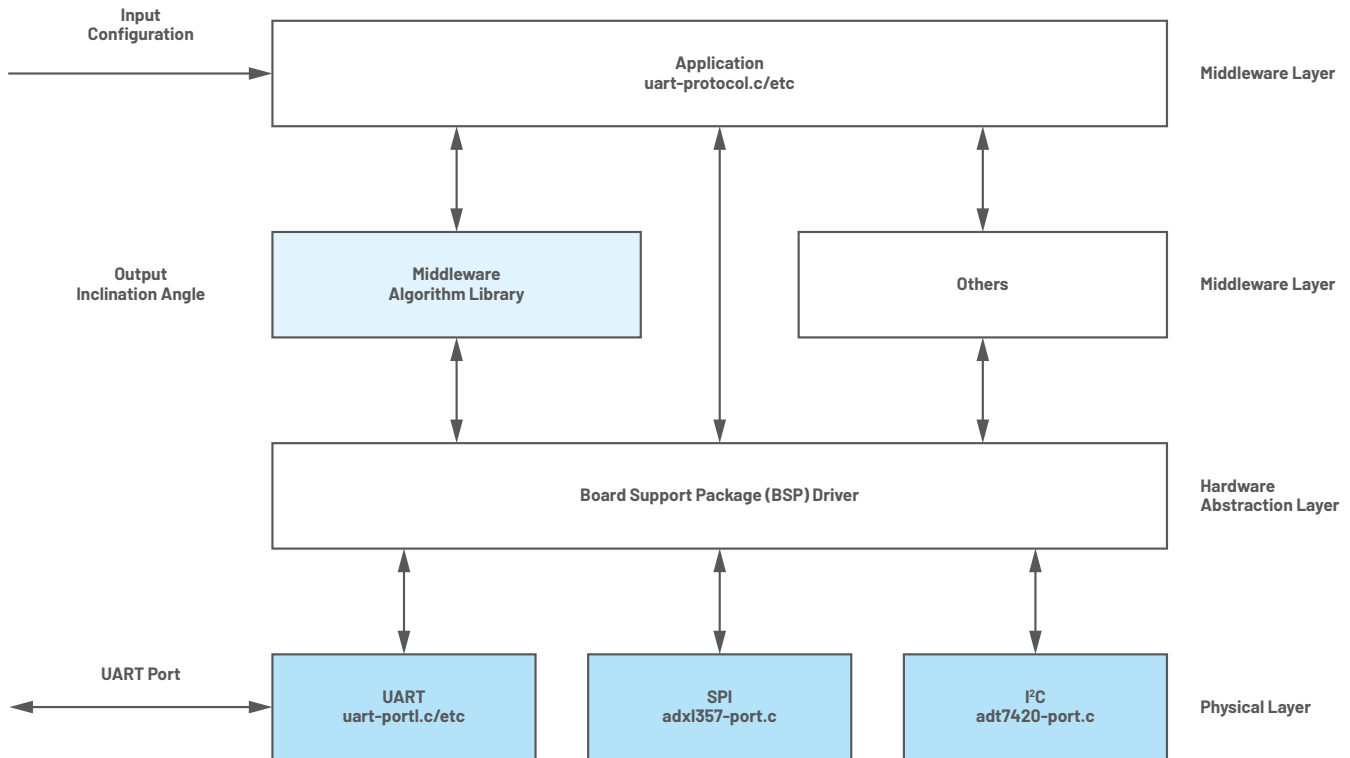 Input
Configuration
Application
uart-protocol.c/etc
Middleware Layer
Output
Inclination Angle
Middleware
Algorithm Library
Others
Middleware Layer
Board Support Package (BSP) Driver
Hardware
Abstraction Layer
UART Port
UART
uart-portl.c/etc
SPI
adxl357-port.c
I²C
adt7420-port.c
Physical Layer